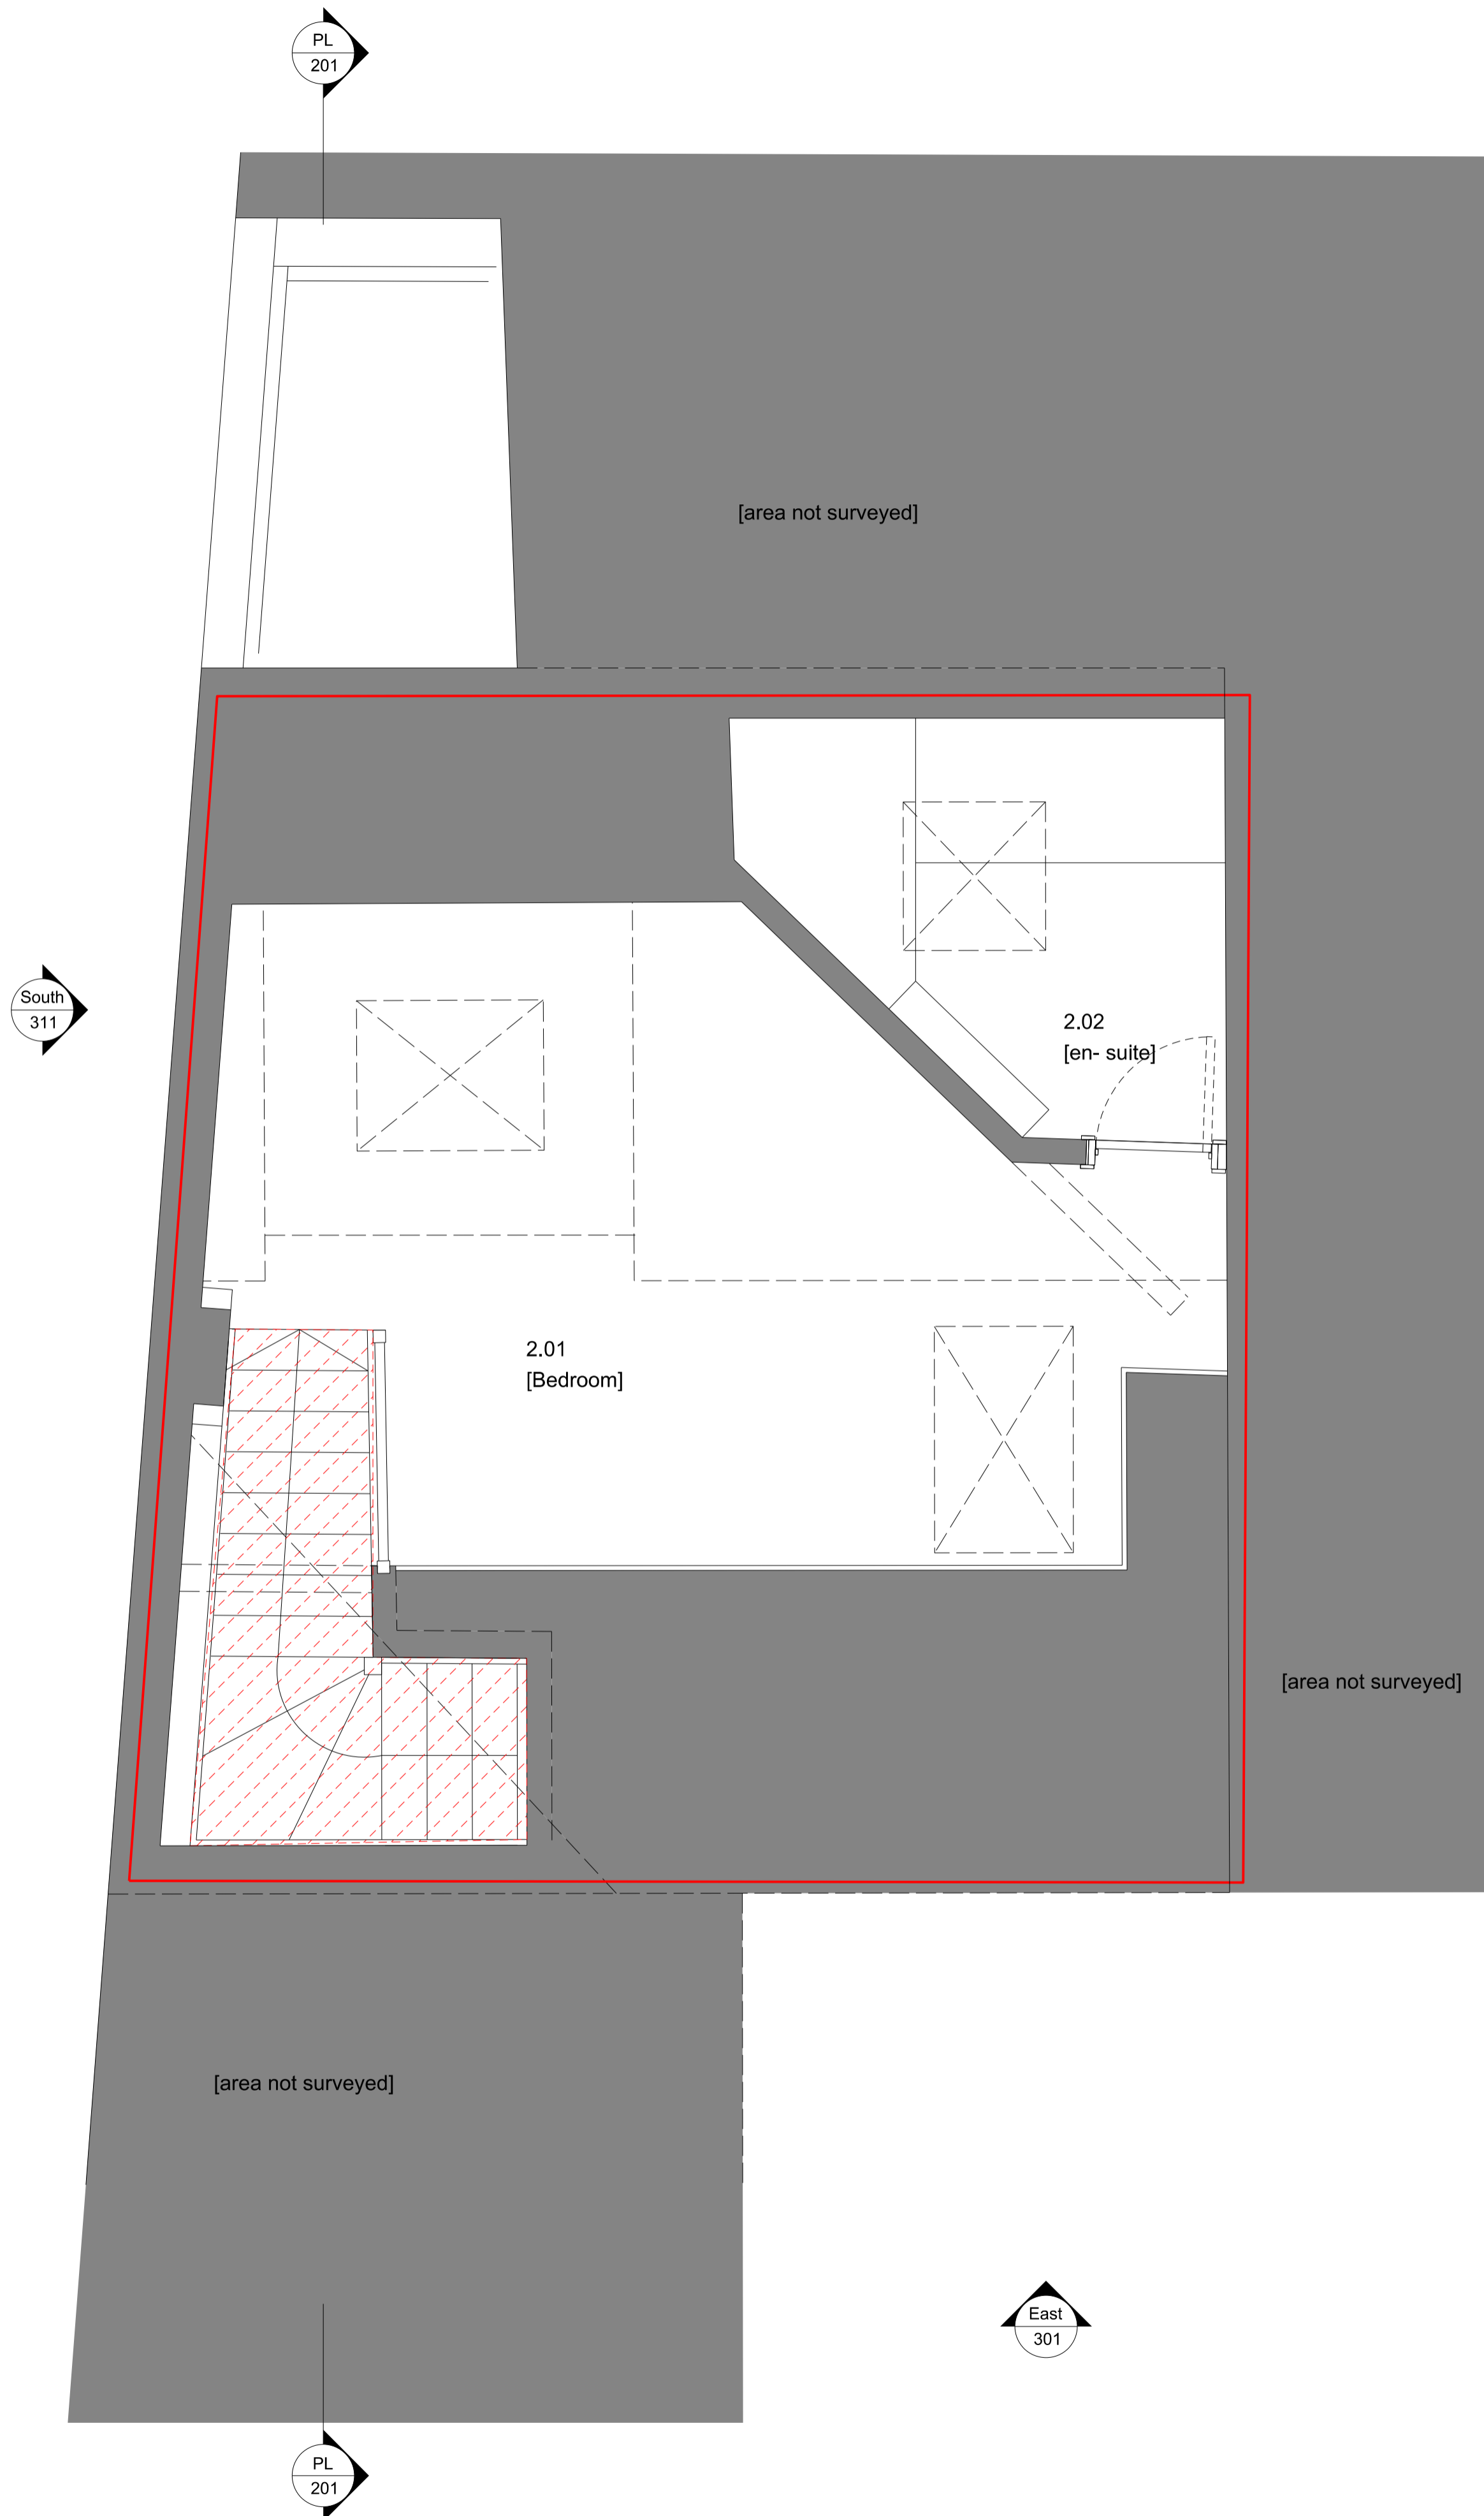 PL
201
[area not surveyed]
South
311
2.02
[en- suite]
2.01
[Bedroom]
[area not surveyed]
[area not surveyed]
East
301
PL
201